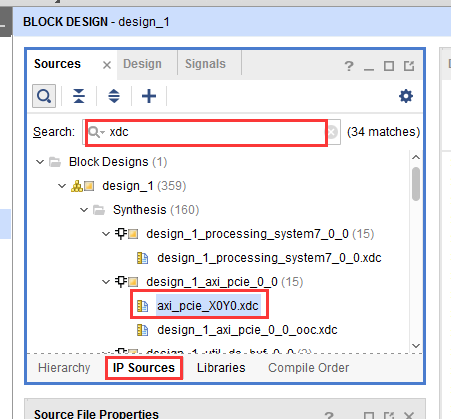 BLOCK DESIGN - design_1
Sources × Design Signals ? _ 
Search: xdc (34 matches)
Block Designs (1)
design_1 (359)
Synthesis (160)
design_1_processing_system7_0_0 (15)
design_1_processing_system7_0_0.xdc
design_1_axi_pcie_0_0 (15)
axi_pcie_X0Y0.xdc
design_1_axi_pcie_0_0_ooc.xdc
Hierarchy IP Sources Libraries Compile Order
Source File Properties